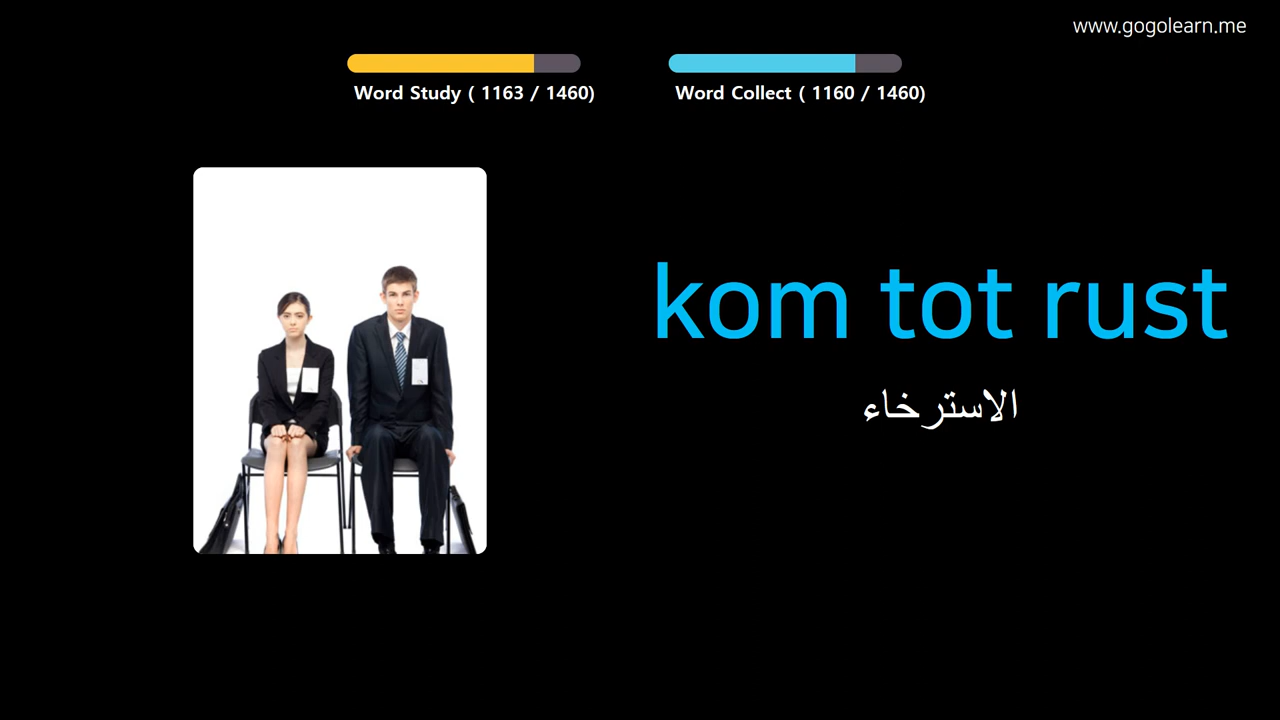 www.gogolearn.me
Word Study ( 1163 / 1460)
Word Collect ( 1160 / 1460)
kom tot rust
الاسترخاء